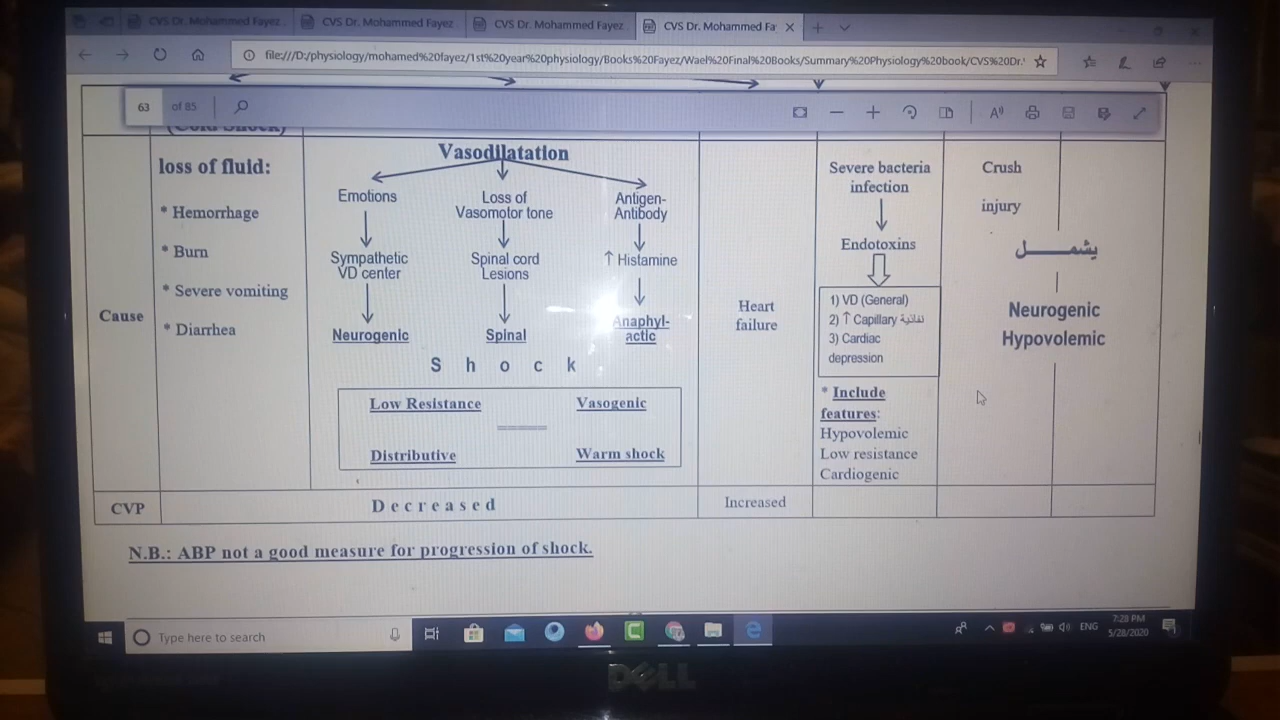 CVS Dr. Mohammed Fayez
CVS Dr. Mohammed Fayez
CVS Dr. Mohammed Fayez
CVS Dr. Mohammed Fa
file:///D:/physiology/mohamed%20fayez/1st%20year%20physiology/Books%20Fayez/Wael%20Final%20Books/Summary%20Physiology%20book/CVS%20Dr.
63 of 85
(Cold Shock)
Cause
loss of fluid:
* Hemorrhage
* Burn
* Severe vomiting
* Diarrhea
Vasodilatation
Emotions
Sympathetic
VD center
Neurogenic
Loss of
Vasomotor tone
Spinal cord
Lesions
Spinal
Antigen-
Antibody
↑ Histamine
Anaphyl-
actic
S h o c k
Low Resistance Vasogenic
Distributive Warm shock
Heart
failure
Severe bacteria
infection
Endotoxins
1) VD (General)
2) ↑ Capillary نفاذية
3) Cardiac
depression
* Include
features:
Hypovolemic
Low resistance
Cardiogenic
Crush
injury
يشمـــل
Neurogenic
Hypovolemic
CVP
Decreased
Increased
N.B.: ABP not a good measure for progression of shock.
Type here to search
ENG
7:28 PM
5/28/2020
DELL